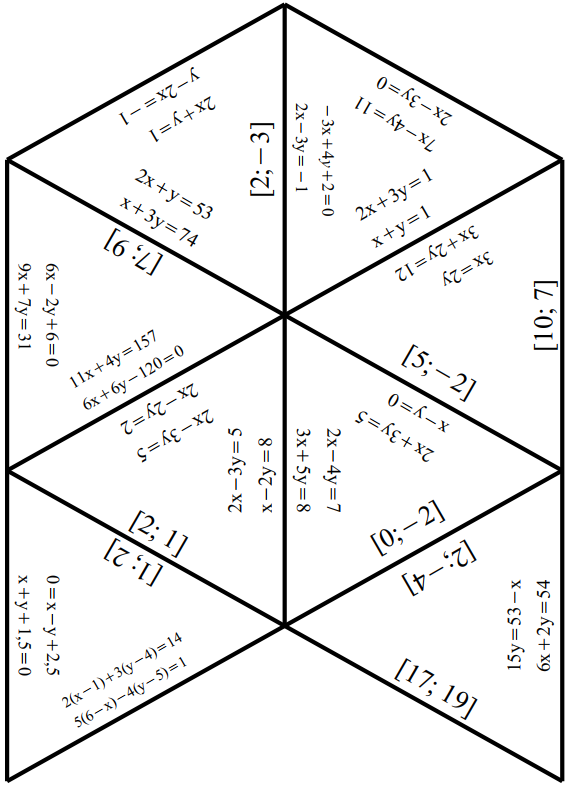 2x+y=1
y−2x=−1
7x−4y=11
2x−3y=0
[2;−3]
−3x+4y+2=0
2x−3y=−1
2x+y=53
x+3y=74
2x+3y=1
x+y=1
[7; 9]
3x=2y
3x+2y=12
6x−2y+6=0
9x+7y=31
[10; 7]
11x+4y=157
6x+6y−120=0
[5;−2]
2x−3y=5
2x−2y=2
2x+3y=5
x−y=0
2x−3y=5
x−2y=8
2x−4y=7
3x+5y=8
[2; 1]
[0;−2]
[1; 2]
[2;−4]
0=x−y+2,5
x+y+1,5=0
15y=53−x
6x+2y=54
2(x−1)+3(y−4)=14
5(6−x)−4(y−5)=1
[17; 19]